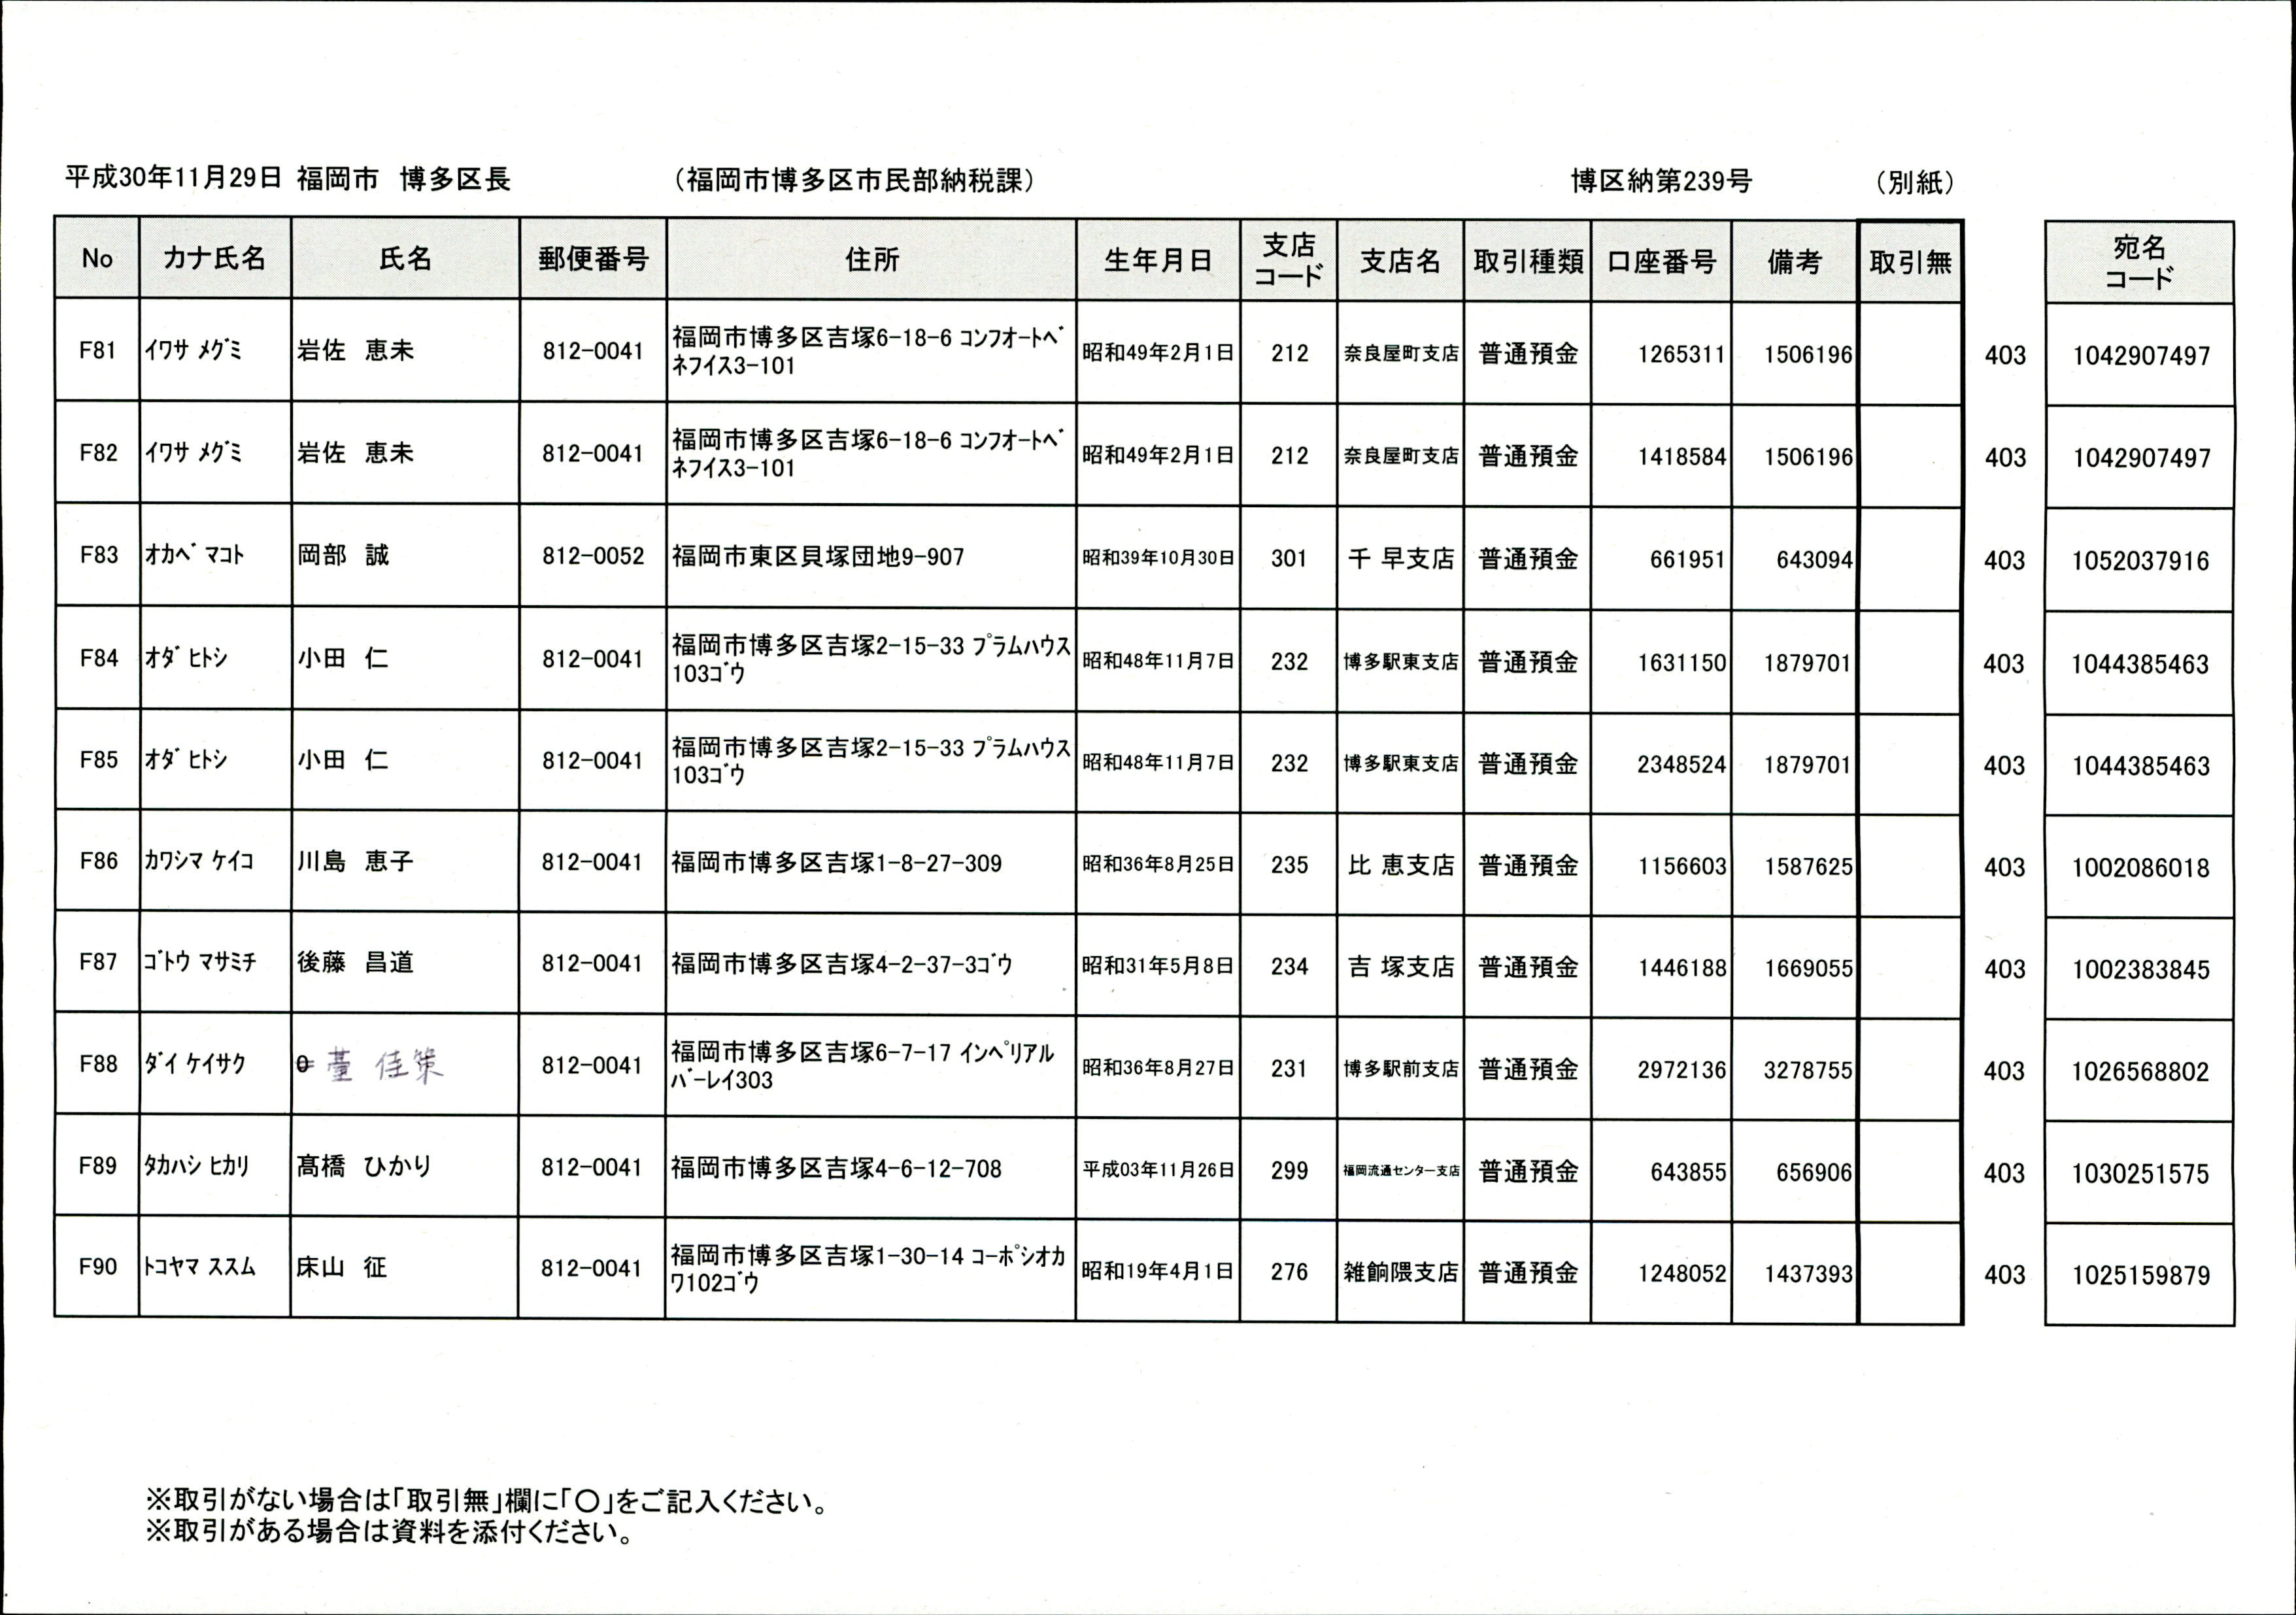 平成30年11月29日 福岡市　博多区長　（福岡市博多区市民部納税課）　博区納第239号　（別紙）
No カナ氏名 氏名 郵便番号 住所 生年月日 支店コード 支店名 取引種類 口座番号 備考 取引無 宛名コード
F81 ｲﾜｻ ﾒｸﾞﾐ 岩佐　恵未 812-0041 福岡市博多区吉塚6-18-6 ｺﾝﾌｵｰﾄﾍﾞﾈﾌｲｽ3-101 昭和49年2月1日 212 奈良屋町支店 普通預金 1265311 1506196 403 1042907497
F82 ｲﾜｻ ﾒｸﾞﾐ 岩佐　恵未 812-0041 福岡市博多区吉塚6-18-6 ｺﾝﾌｵｰﾄﾍﾞﾈﾌｲｽ3-101 昭和49年2月1日 212 奈良屋町支店 普通預金 1418584 1506196 403 1042907497
F83 ｵｶﾍﾞ ﾏｺﾄ 岡部　誠 812-0052 福岡市東区貝塚団地9-907 昭和39年10月30日 301 千 早支店 普通預金 661951 643094 403 1052037916
F84 ｵﾀﾞ ﾋﾄｼ 小田　仁 812-0041 福岡市博多区吉塚2-15-33 ﾌﾟﾗﾑﾊｳｽ103ｺﾞｳ 昭和48年11月7日 232 博多駅東支店 普通預金 1631150 1879701 403 1044385463
F85 ｵﾀﾞ ﾋﾄｼ 小田　仁 812-0041 福岡市博多区吉塚2-15-33 ﾌﾟﾗﾑﾊｳｽ103ｺﾞｳ 昭和48年11月7日 232 博多駅東支店 普通預金 2348524 1879701 403 1044385463
F86 ｶﾜｼﾏ ｹｲｺ 川島　恵子 812-0041 福岡市博多区吉塚1-8-27-309 昭和36年8月25日 235 比 恵支店 普通預金 1156603 1587625 403 1002086018
F87 ｺﾞﾄｳ ﾏｻﾐﾁ 後藤　昌道 812-0041 福岡市博多区吉塚4-2-37-3ｺﾞｳ 昭和31年5月8日 234 吉 塚支店 普通預金 1446188 1669055 403 1002383845
F88 ﾀﾞｲ ｹｲｻｸ 0 薹　佳策 812-0041 福岡市博多区吉塚6-7-17 ｲﾝﾍﾟﾘｱﾙﾊﾞｰﾚｲ303 昭和36年8月27日 231 博多駅前支店 普通預金 2972136 3278755 403 1026568802
F89 ﾀｶﾊｼ ﾋｶﾘ 髙橋　ひかり 812-0041 福岡市博多区吉塚4-6-12-708 平成03年11月26日 299 福岡流通センター支店 普通預金 643855 656906 403 1030251575
F90 ﾄｺﾔﾏ ｽｽﾑ 床山　征 812-0041 福岡市博多区吉塚1-30-14 ｺｰﾎﾟｼｵｶﾜ102ｺﾞｳ 昭和19年4月1日 276 雑餉隈支店 普通預金 1248052 1437393 403 1025159879
※取引がない場合は「取引無」欄に「〇」をご記入ください。
※取引がある場合は資料を添付ください。